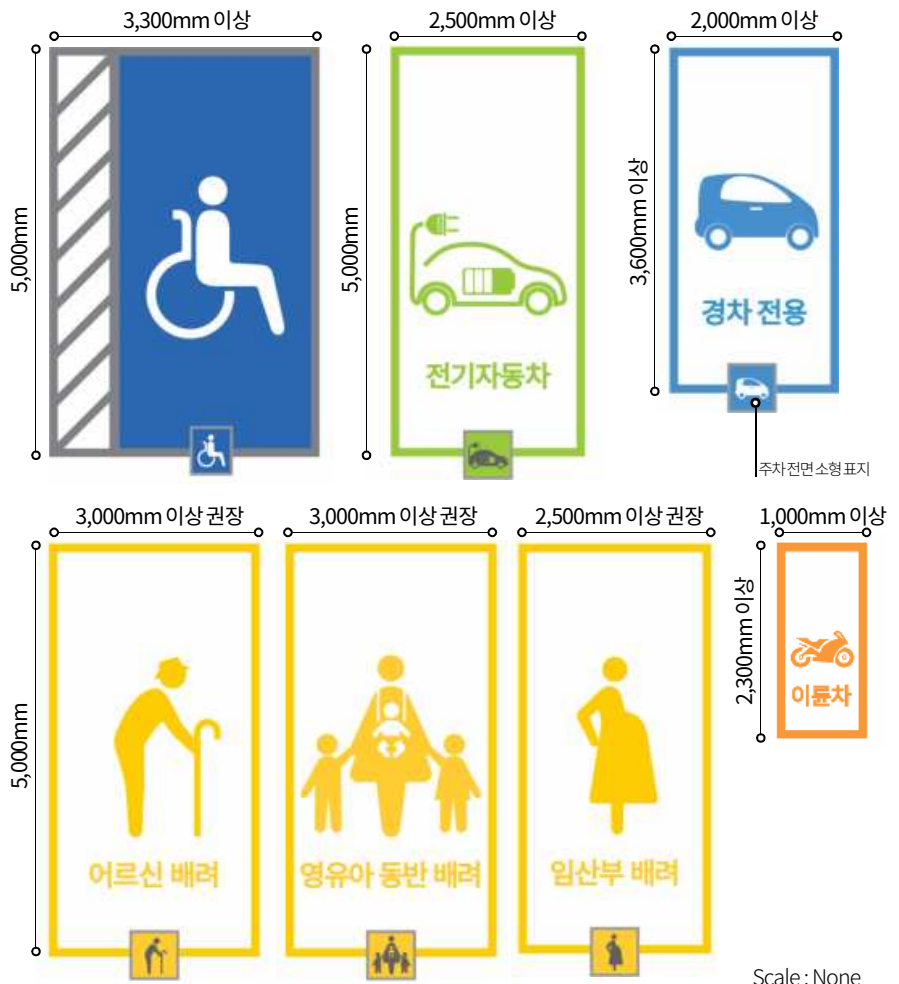 3,300mm 이상
2,500mm 이상
2,000mm 이상
5,000mm
5,000mm
3,600mm 이상
경차 전용
전기자동차
주차 전면 소형 표지
3,000mm 이상 권장
3,000mm 이상 권장
2,500mm 이상 권장
1,000mm 이상
5,000mm
2,300mm 이상
이륜차
어르신 배려
영유아 동반 배려
임산부 배려
Scale : None